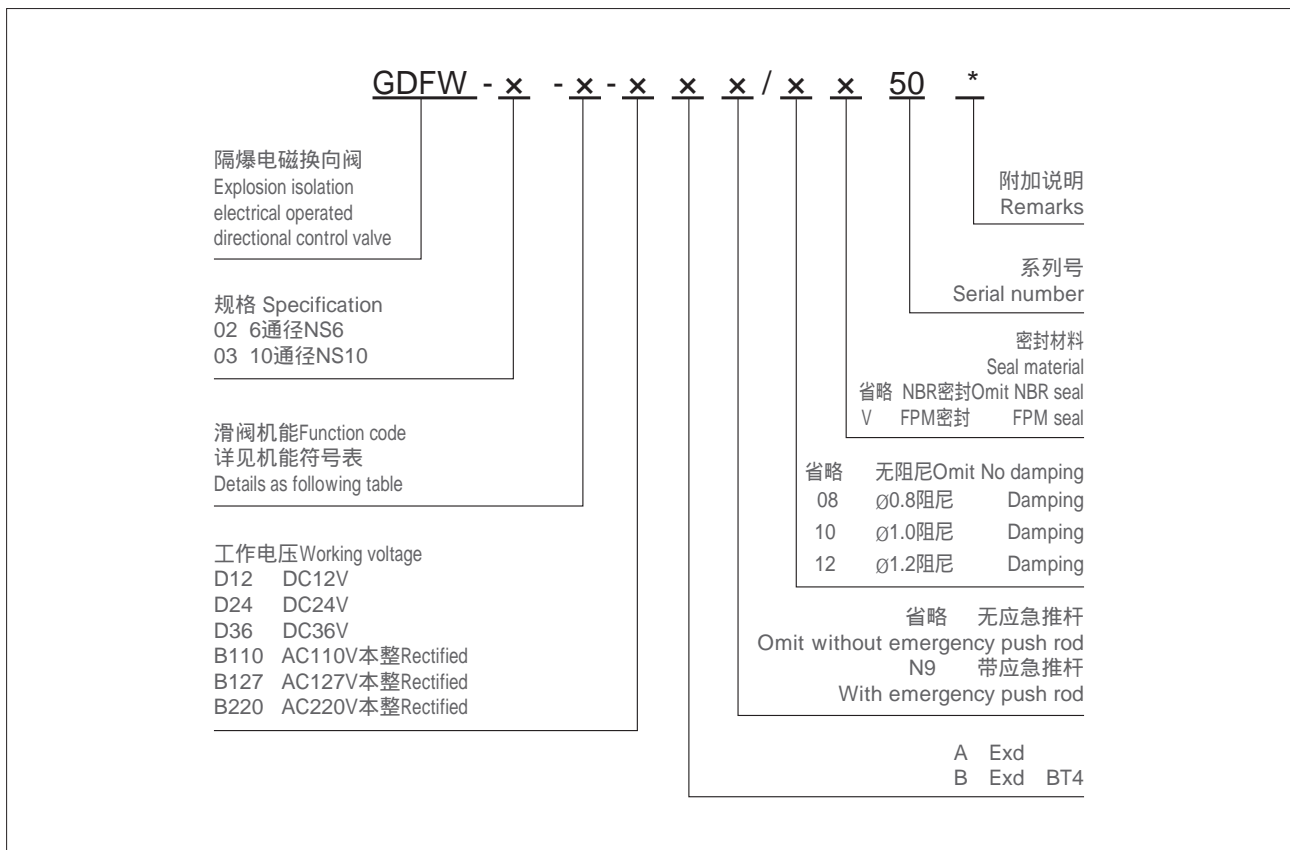 GDFW - × - × - × × × / × × 50 *
隔爆电磁换向阀
Explosion isolation
electrical operated
directional control valve
规格 Specification
02 6通径NS6
03 10通径NS10
滑阀机能Function code
详见机能符号表
Details as following table
工作电压Working voltage
D12 DC12V
D24 DC24V
D36 DC36V
B110 AC110V本整Rectified
B127 AC127V本整Rectified
B220 AC220V本整Rectified
附加说明
Remarks
系列号
Serial number
密封材料
Seal material
省略 NBR密封Omit NBR seal
V FPM密封 FPM seal
省略 无阻尼Omit No damping
08 Ø0.8阻尼 Damping
10 Ø1.0阻尼 Damping
12 Ø1.2阻尼 Damping
省略 无应急推杆
Omit without emergency push rod
N9 带应急推杆
With emergency push rod
A Exd
B Exd BT4